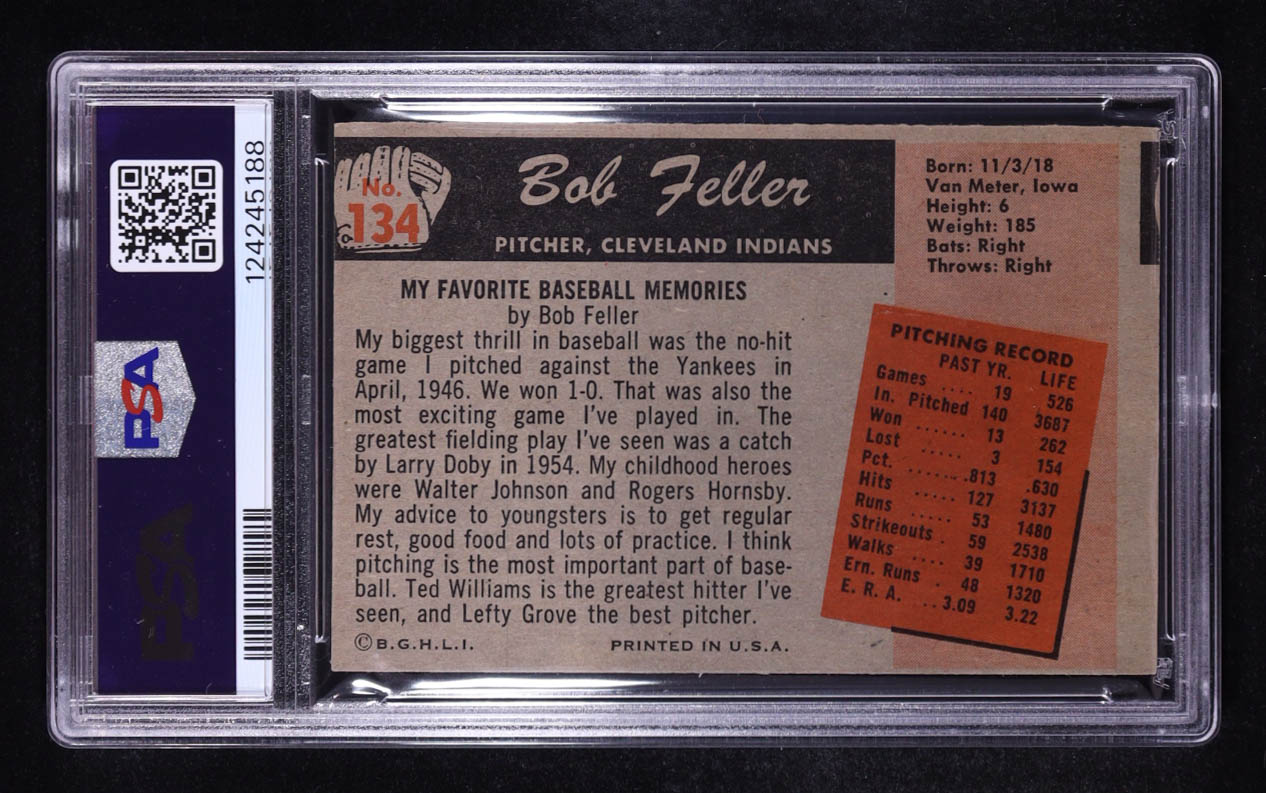 124245188
PSA
PSA
No.
134
Bob Feller
PITCHER, CLEVELAND INDIANS
Born: 11/3/18
Van Meter, Iowa
Height: 6
Weight: 185
Bats: Right
Throws: Right
MY FAVORITE BASEBALL MEMORIES
by Bob Feller
My biggest thrill in baseball was the no-hit
game I pitched against the Yankees in
April, 1946. We won 1-0. That was also the
most exciting game I've played in. The
greatest fielding play I've seen was a catch
by Larry Doby in 1954. My childhood heroes
were Walter Johnson and Rogers Hornsby.
My advice to youngsters is to get regular
rest, good food and lots of practice. I think
pitching is the most important part of base-
ball. Ted Williams is the greatest hitter I've
seen, and Lefty Grove the best pitcher.
©B.G.H.L.I. PRINTED IN U.S.A.
PITCHING RECORD
PAST YR. LIFE
Games .... 19 526
In. Pitched 140 3687
Won ...... 13 262
Lost ...... 3 154
Pct. ....... .813 .630
Hits ..... 127 3137
Runs ..... 53 1480
Strikeouts . 59 2538
Walks .... 39 1710
Ern. Runs . 48 1320
E. R. A. ... 3.09 3.22